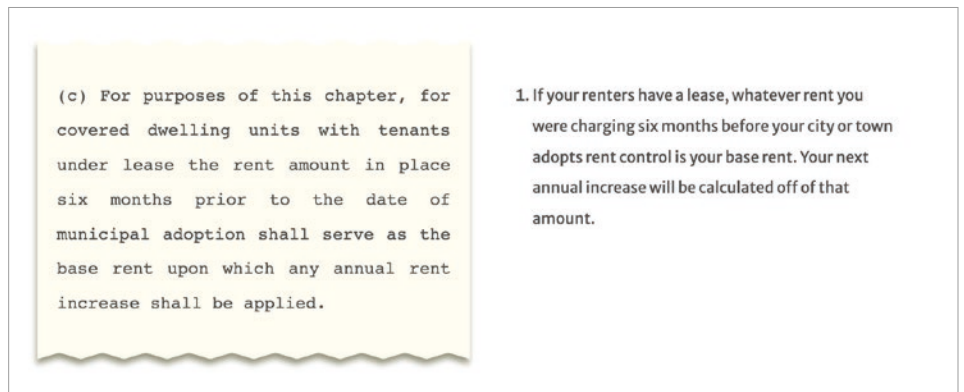 (c) For purposes of this chapter, for
covered dwelling units with tenants
under lease the rent amount in place
six months prior to the date of
municipal adoption shall serve as the
base rent upon which any annual rent
increase shall be applied.
1. If your renters have a lease, whatever rent you
were charging six months before your city or town
adopts rent control is your base rent. Your next
annual increase will be calculated off of that
amount.